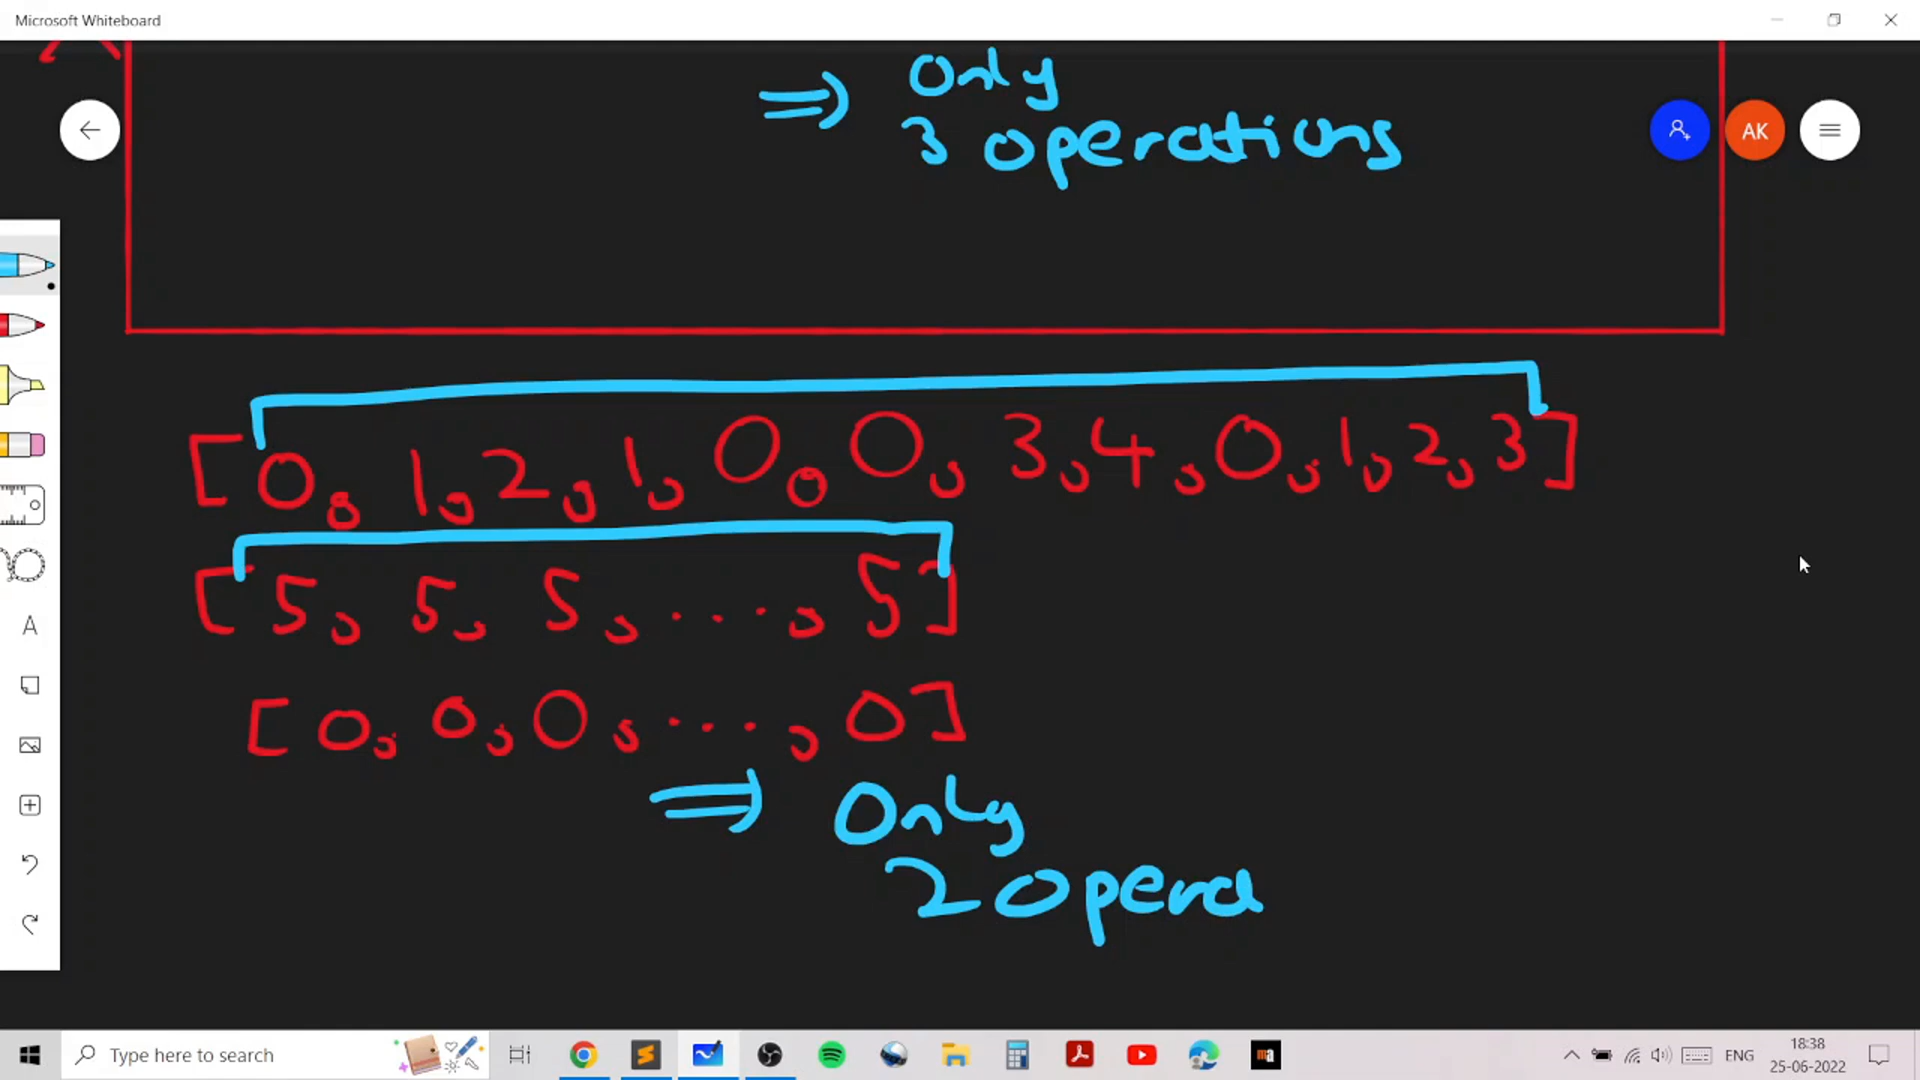 Microsoft Whiteboard
⇒ Only
3 operations
AK
[0, 1, 2, 1, 0, 0, 3, 4, 0, 1, 2, 3]
[5, 5, 5, ..., 5]
[0, 0, 0, ..., 0]
⇒ Only
2 opera
A
Type here to search
ma
ENG
18:38
25-06-2022